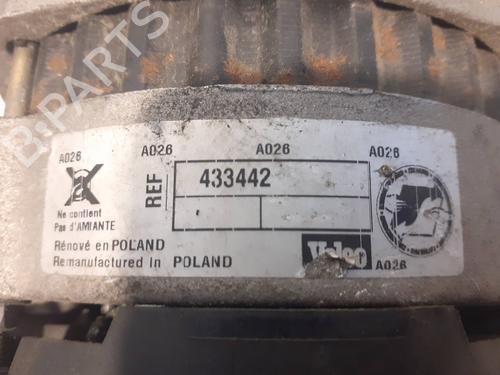 B-PARTS
A026
A026
A026
A026
REF
433442
Ne contient
Pas d'AMIANTE
Rénové en POLAND
Remanufactured in POLAND
Valeo
A026